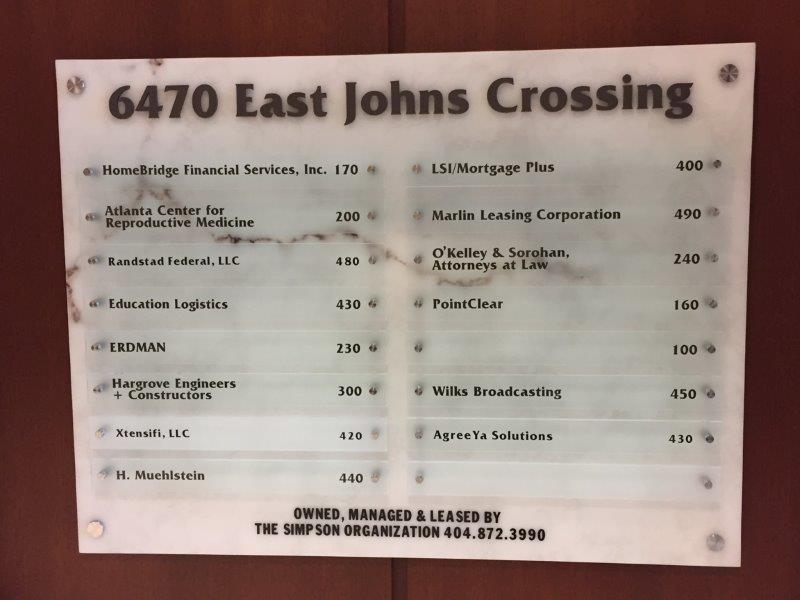 6470 East Johns Crossing
HomeBridge Financial Services, Inc. 170
Atlanta Center for
Reproductive Medicine 200
Randstad Federal, LLC 480
Education Logistics 430
ERDMAN 230
Hargrove Engineers
+ Constructors 300
Xtensifi, LLC 420
H. Muehlstein 440
LSI/Mortgage Plus 400
Marlin Leasing Corporation 490
O'Kelley & Sorohan,
Attorneys at Law 240
PointClear 160
100
Wilks Broadcasting 450
AgreeYa Solutions 430
OWNED, MANAGED & LEASED BY
THE SIMPSON ORGANIZATION 404.872.3990